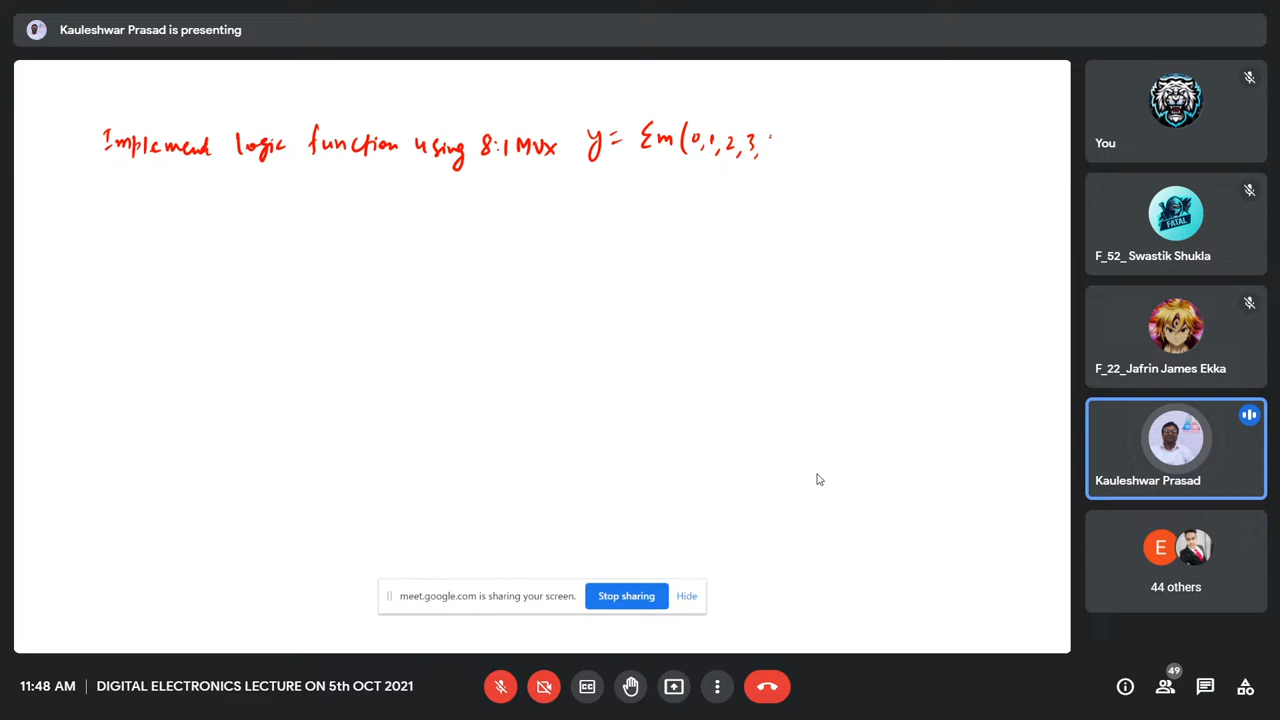 Kauleshwar Prasad is presenting
Implement logic function using 8:1 MUX y = Σm(0,1,2,3,
You
FATAL
F_52_ Swastik Shukla
F_22_Jafrin James Ekka
Kauleshwar Prasad
E
44 others
meet.google.com is sharing your screen. Stop sharing Hide
11:48 AM | DIGITAL ELECTRONICS LECTURE ON 5th OCT 2021
CC
49